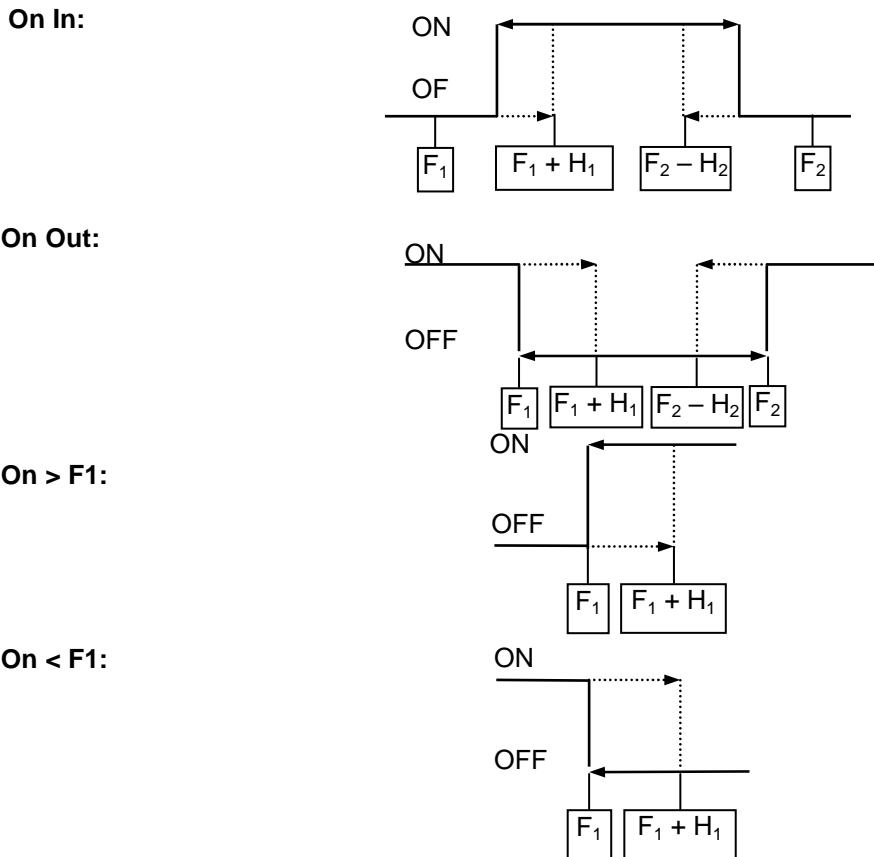 On In:
ON
OF
F₁ F₁ + H₁ F₂ – H₂ F₂
On Out:
ON
OFF
F₁ F₁ + H₁ F₂ – H₂ F₂
On > F1:
ON
OFF
F₁ F₁ + H₁
On < F1:
ON
OFF
F₁ F₁ + H₁